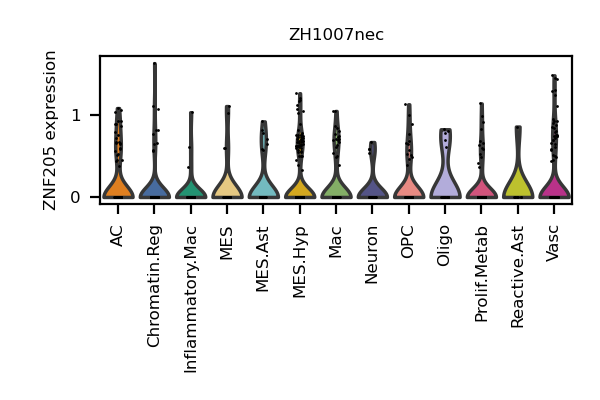 ZH1007nec
ZNF205 expression
1
0
AC
Chromatin.Reg
Inflammatory.Mac
MES
MES.Ast
MES.Hyp
Mac
Neuron
OPC
Oligo
Prolif.Metab
Reactive.Ast
Vasc